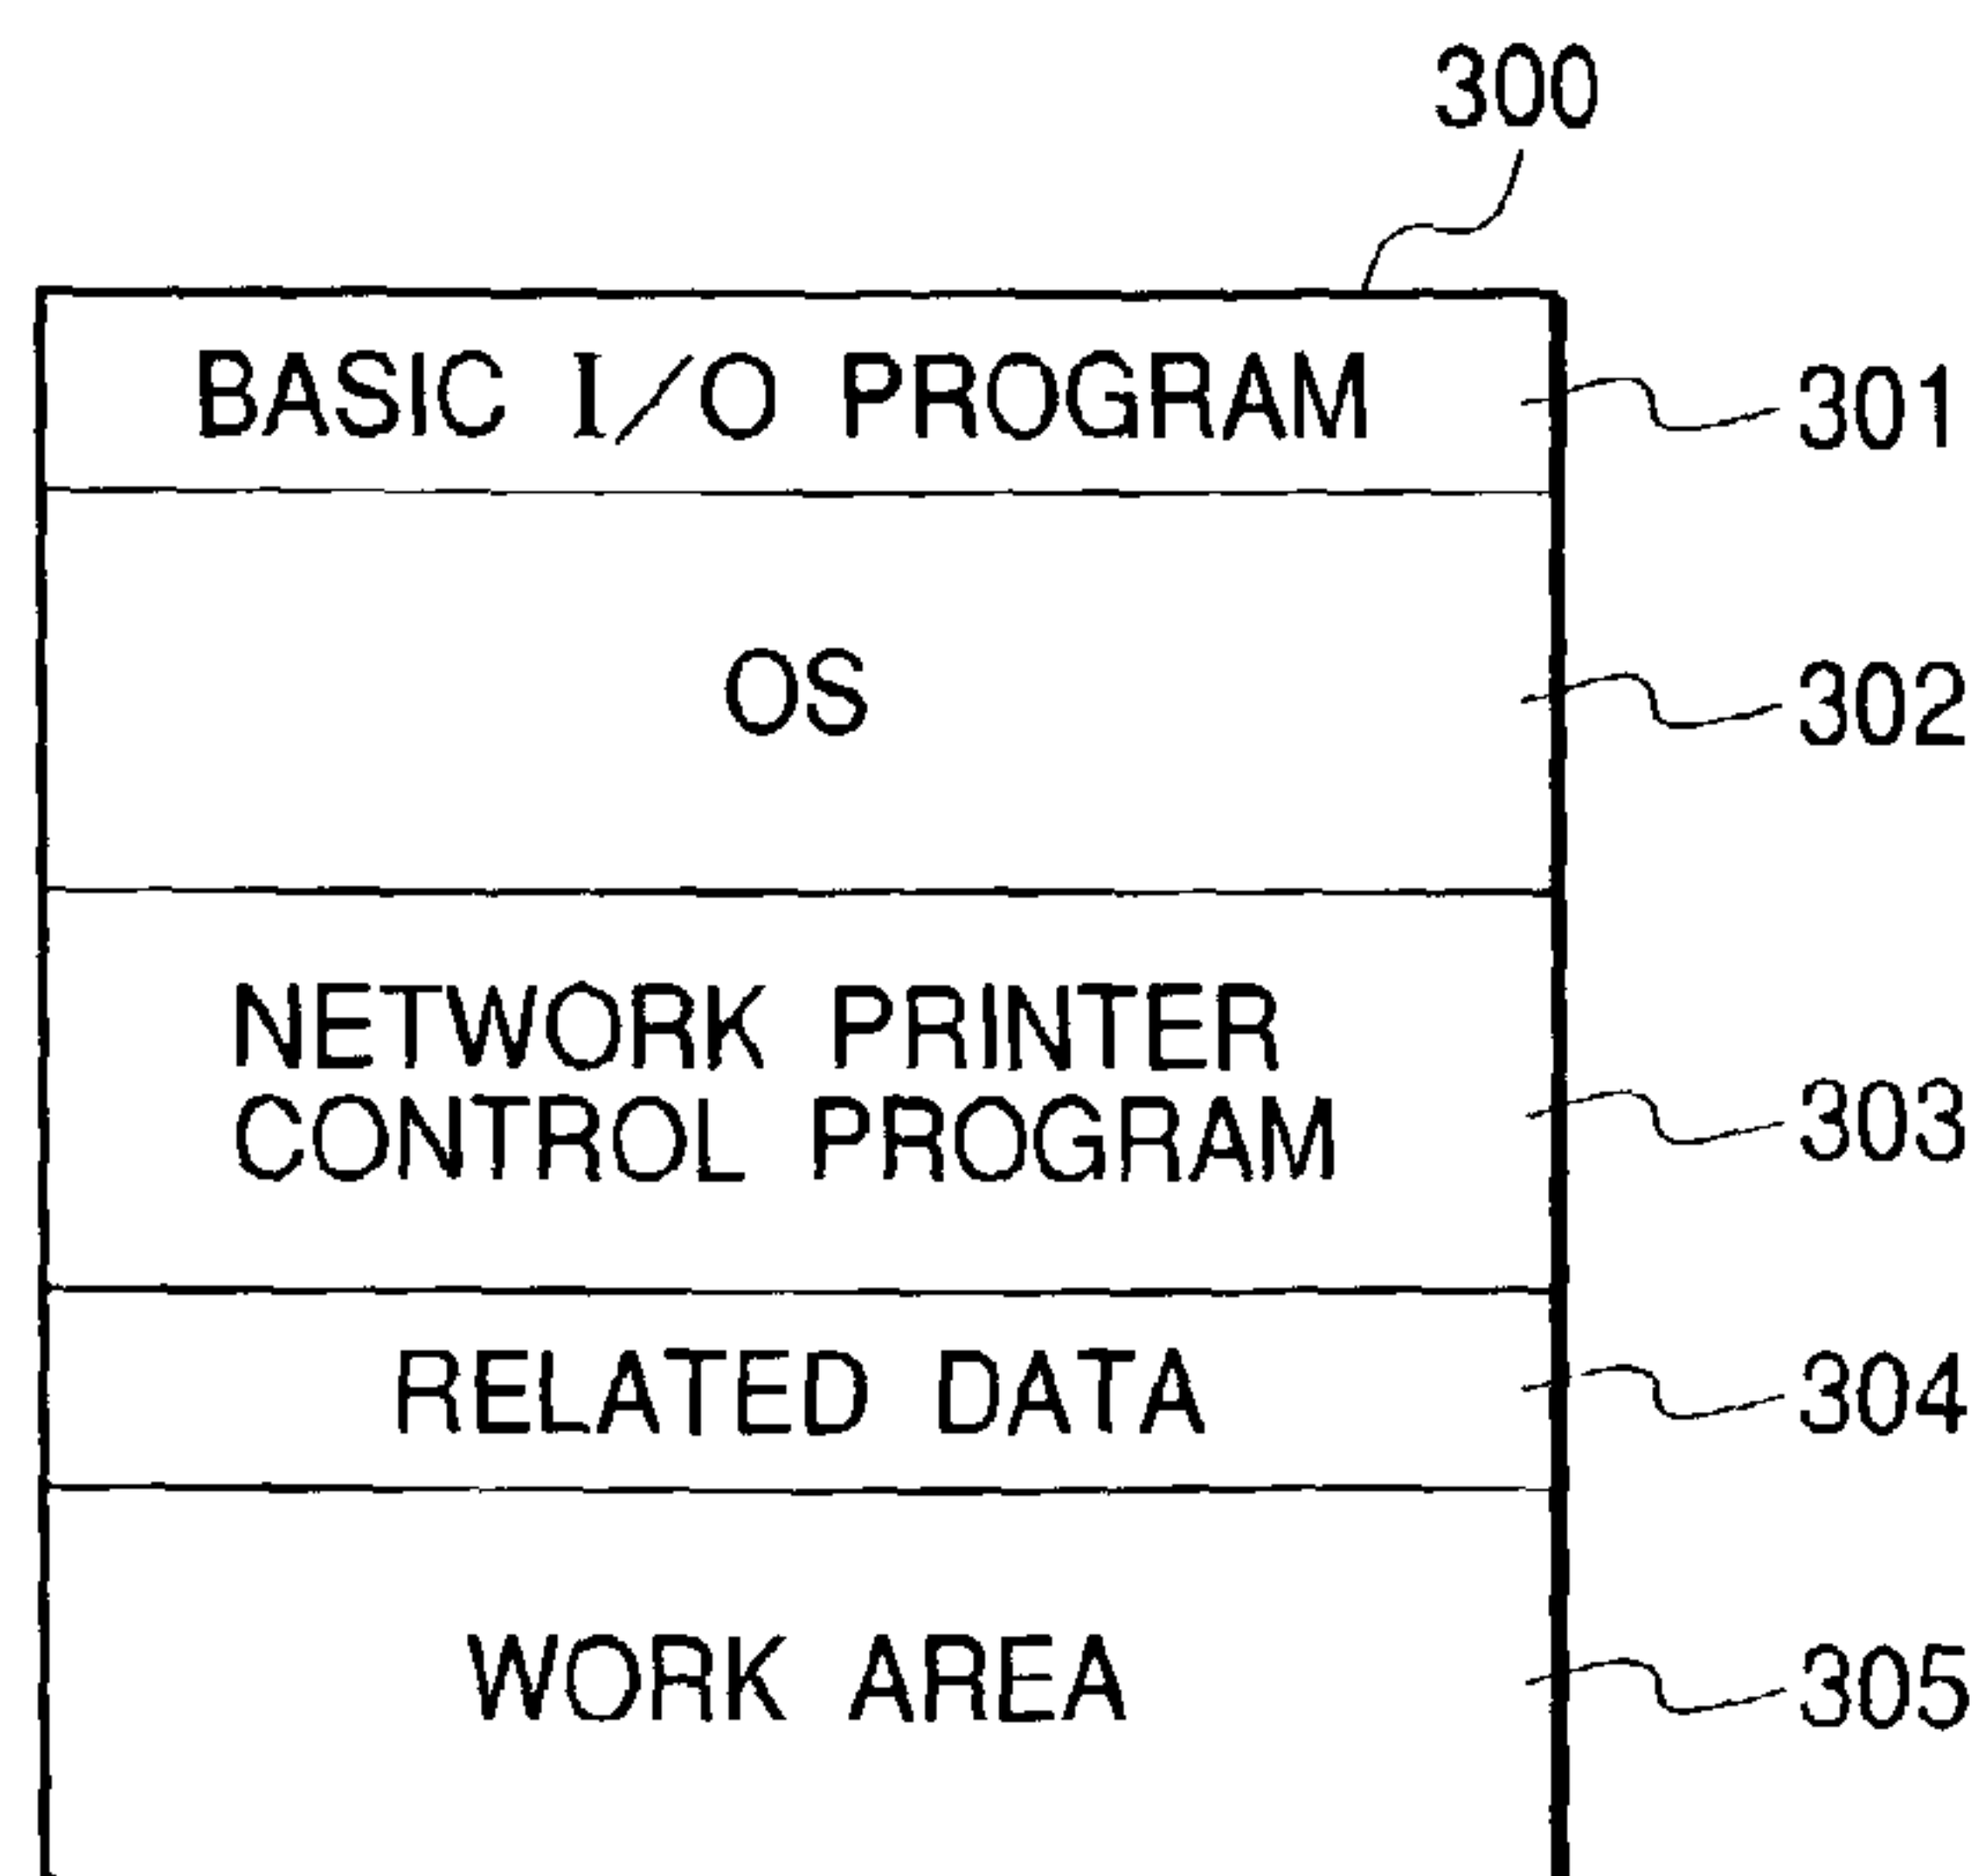 300
BASIC I/O PROGRAM 301
OS 302
NETWORK PRINTER
CONTROL PROGRAM 303
RELATED DATA 304
WORK AREA 305